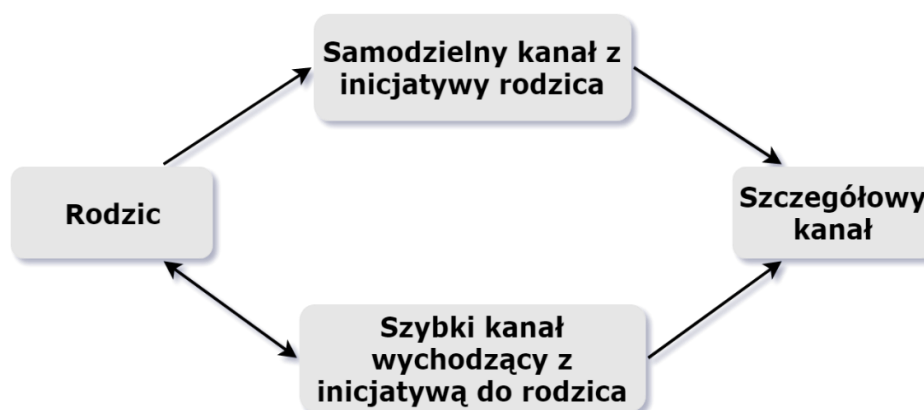 Samodzielny kanał z
inicjatywy rodzica
Rodzic
Szczegółowy
kanał
Szybki kanał
wychodzący z
inicjatywą do rodzica